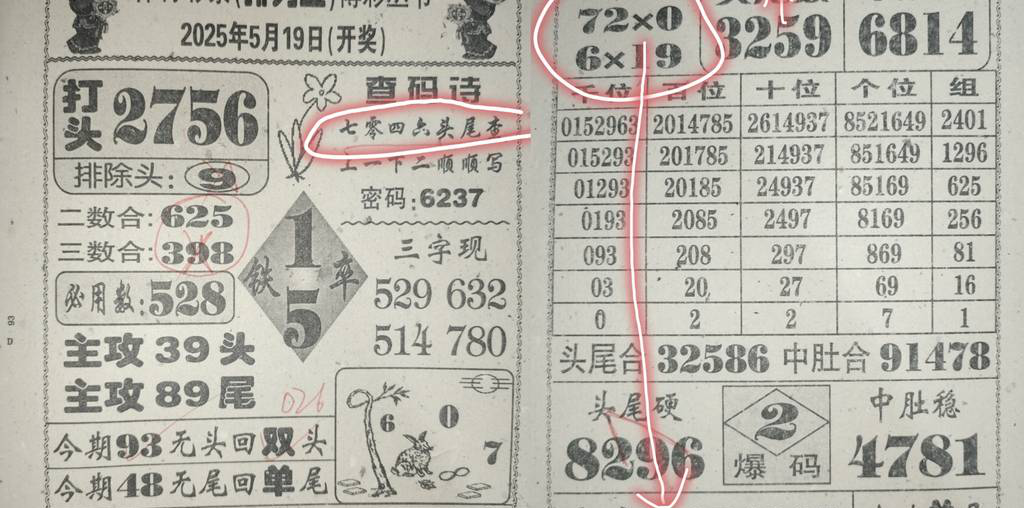 2025年5月19日(开奖)
打头 2756
排除头: 9
二数合: 625
三数合: 398
必用数: 528
主攻 39 头
主攻 89 尾
026
今期93无头回双头
今期48无尾回单尾
查码诗
七零四六头尾杏
上一下二顺顺写
密码: 6237
铁 1 5 卒
三字现
529 632
514 780
6 0 7
72×0
6×19
3259
6814
千位 百位 十位 个位 组
0152963 2014785 2614937 8521649 2401
015293 201785 214937 851649 1296
01293 20185 24937 85169 625
0193 2085 2497 8169 256
093 208 297 869 81
03 20 27 69 16
0 2 2 7 1
头尾合 32586 中肚合 91478
头尾硬
8296
2
爆码
中肚稳
4781
93
D